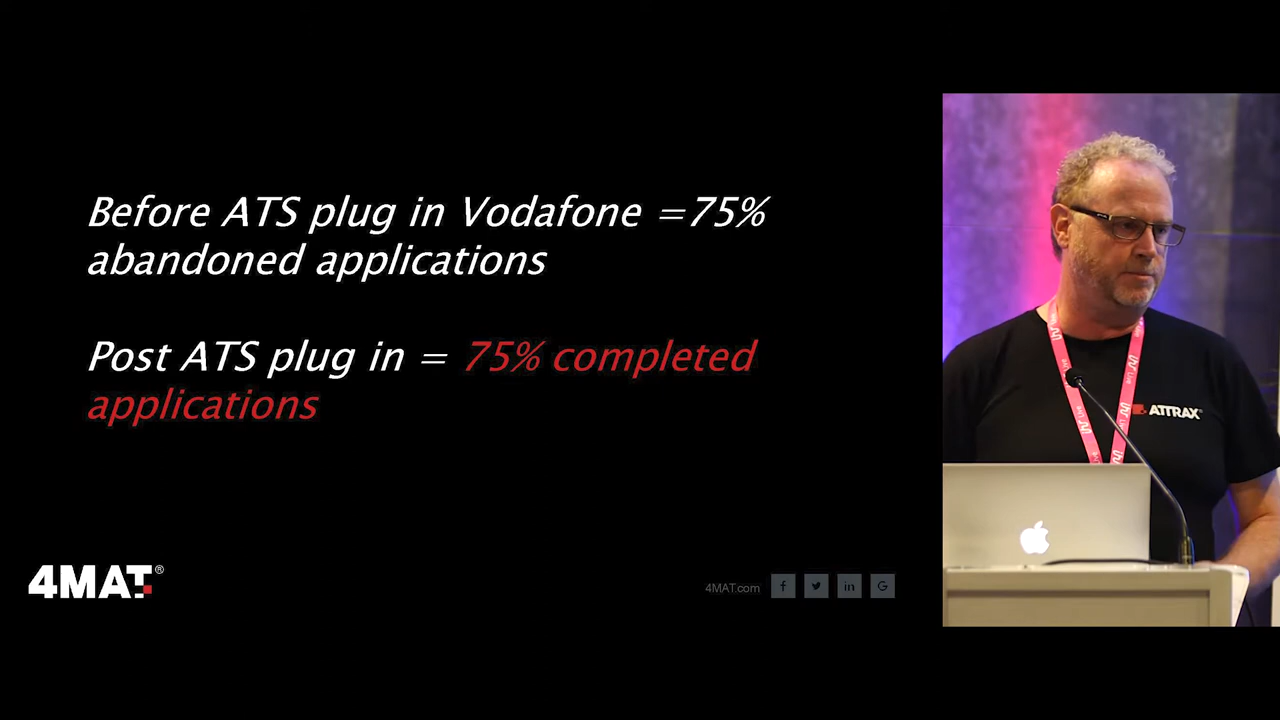 Before ATS plug in Vodafone =75%
abandoned applications
Post ATS plug in = 75% completed
applications
4MAT®
4MAT.com
f
in
G
ATTRAX®
Live